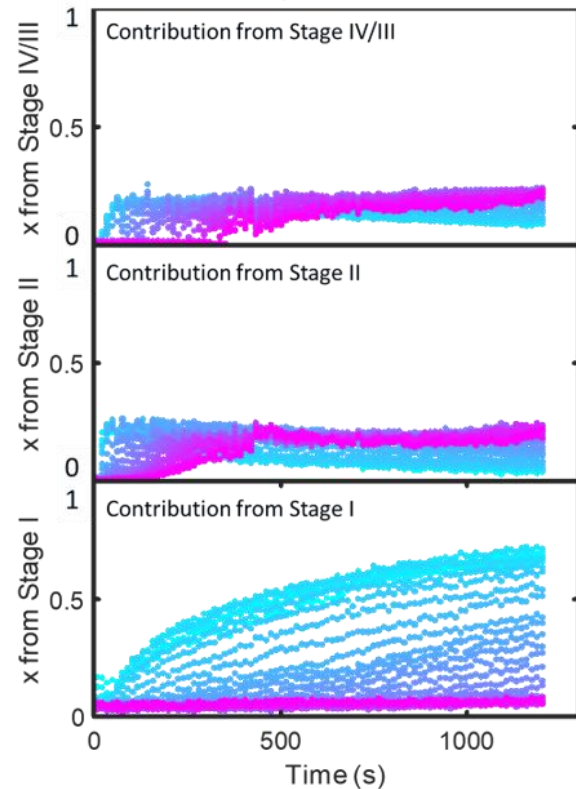 1
Contribution from Stage IV/III
x from Stage IV/III
0.5
0
1
Contribution from Stage II
x from Stage II
0.5
0
1
Contribution from Stage I
x from Stage I
0.5
0
0 500 1000
Time (s)